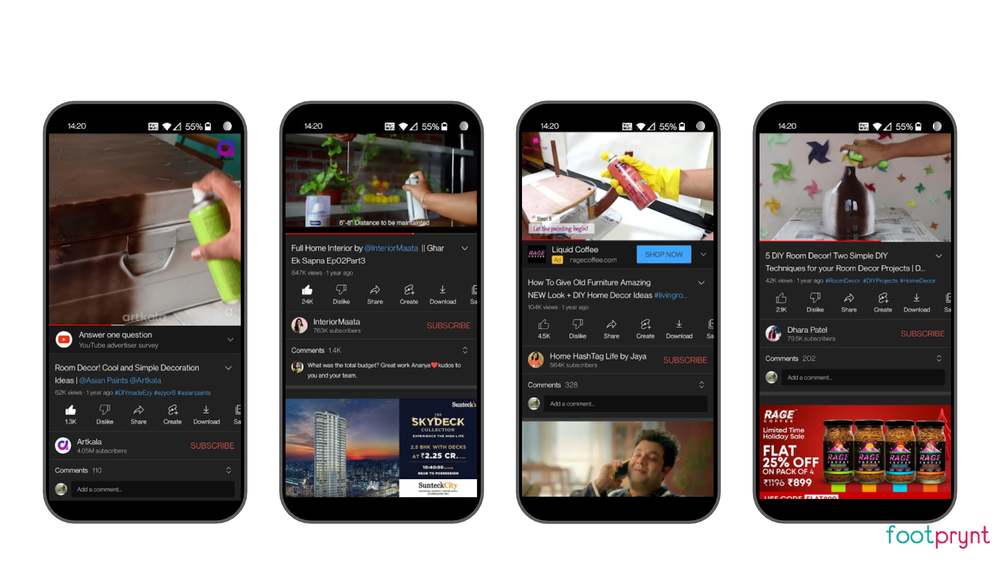 14:20 55%
artkala
Answer one question
YouTube advertiser survey
Room Decor! Cool and Simple Decoration
Ideas | @Asian Paints @Artkala
62K views · 1 year ago #DIYmadeEzy #ezycr8 #asianpaints
1.3K Dislike Share Create Download Sa
Artkala
4.05M subscribers
SUBSCRIBE
Comments 110
Add a comment...
14:20 55%
6"-8" Distance to be maintained
Full Home Interior by @InteriorMaata || Ghar
Ek Sapna Ep02Part3
847K views · 1 year ago
24K Dislike Share Create Download Sa
InteriorMaata
763K subscribers
SUBSCRIBE
Comments 1.4K
What was the total budget? Great work Ananya❤️kudos to
you and your team.
Sunteck
THE
SKYDECK
COLLECTION
EXPERIENCE THE HIGH LIFE
2.5 BHK WITH DECKS
AT ₹2.25 CR.
NEAR TO POSSESSION
SunteckCity
14:20 55%
Step 5
Let the painting begin!
RAGE
Liquid Coffee
Ad ragecoffee.com
SHOP NOW
How To Give Old Furniture Amazing
NEW Look + DIY Home Decor Ideas #livingro...
104K views · 1 year ago
4.5K Dislike Share Create Download Sa
Home HashTag Life by Jaya
564K subscribers
SUBSCRIBE
Comments 328
Add a comment...
14:20 55%
5 DIY Room Decor! Two Simple DIY
Techniques for your Room Decor Projects | D...
42K views · 1 year ago #RoomDecor #DIYProjects #HomeDecor
2.1K Dislike Share Create Download Sa
Dhara Patel
79.5K subscribers
SUBSCRIBE
Comments 202
Add a comment...
RAGE
COFFEE
Limited Time
Holiday Sale
FLAT
25% OFF
ON PACK OF 4
₹1196 ₹899
RAGE RAGE RAGE RAGE
footprynt